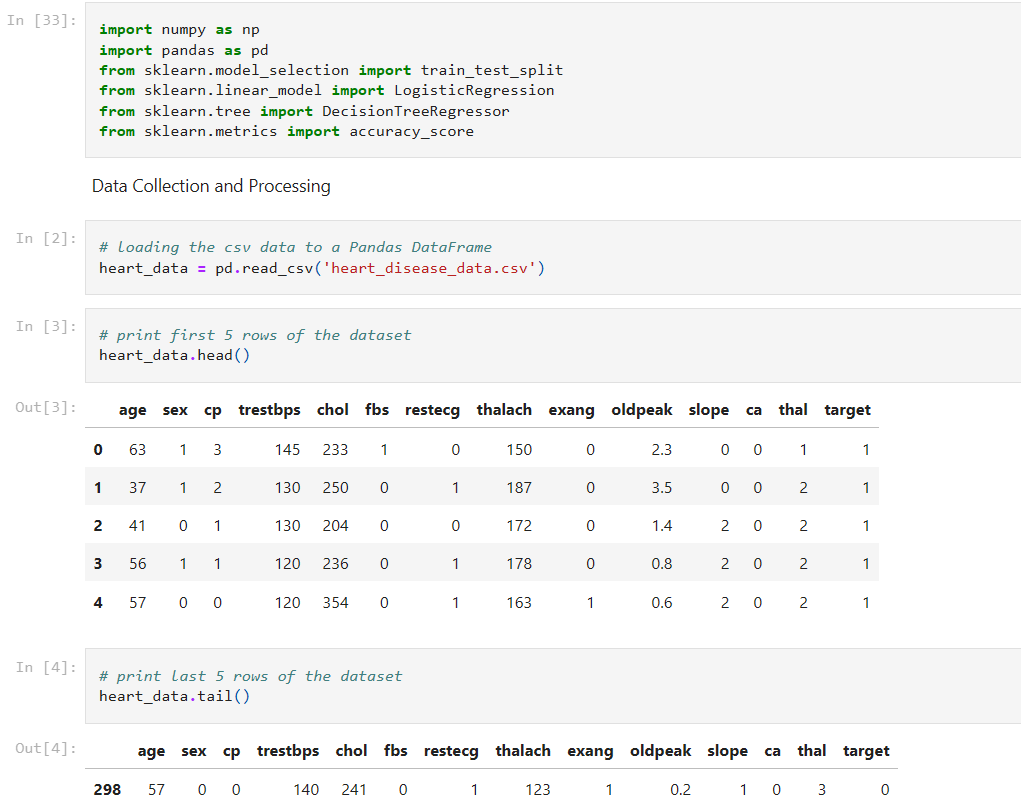 In [33]:
import numpy as np
import pandas as pd
from sklearn.model_selection import train_test_split
from sklearn.linear_model import LogisticRegression
from sklearn.tree import DecisionTreeRegressor
from sklearn.metrics import accuracy_score
Data Collection and Processing
In [2]:
# loading the csv data to a Pandas DataFrame
heart_data = pd.read_csv('heart_disease_data.csv')
In [3]:
# print first 5 rows of the dataset
heart_data.head()
Out[3]:
age sex cp trestbps chol fbs restecg thalach exang oldpeak slope ca thal target
0 63 1 3 145 233 1 0 150 0 2.3 0 0 1 1
1 37 1 2 130 250 0 1 187 0 3.5 0 0 2 1
2 41 0 1 130 204 0 0 172 0 1.4 2 0 2 1
3 56 1 1 120 236 0 1 178 0 0.8 2 0 2 1
4 57 0 0 120 354 0 1 163 1 0.6 2 0 2 1
In [4]:
# print last 5 rows of the dataset
heart_data.tail()
Out[4]:
age sex cp trestbps chol fbs restecg thalach exang oldpeak slope ca thal target
298 57 0 0 140 241 0 1 123 1 0.2 1 0 3 0